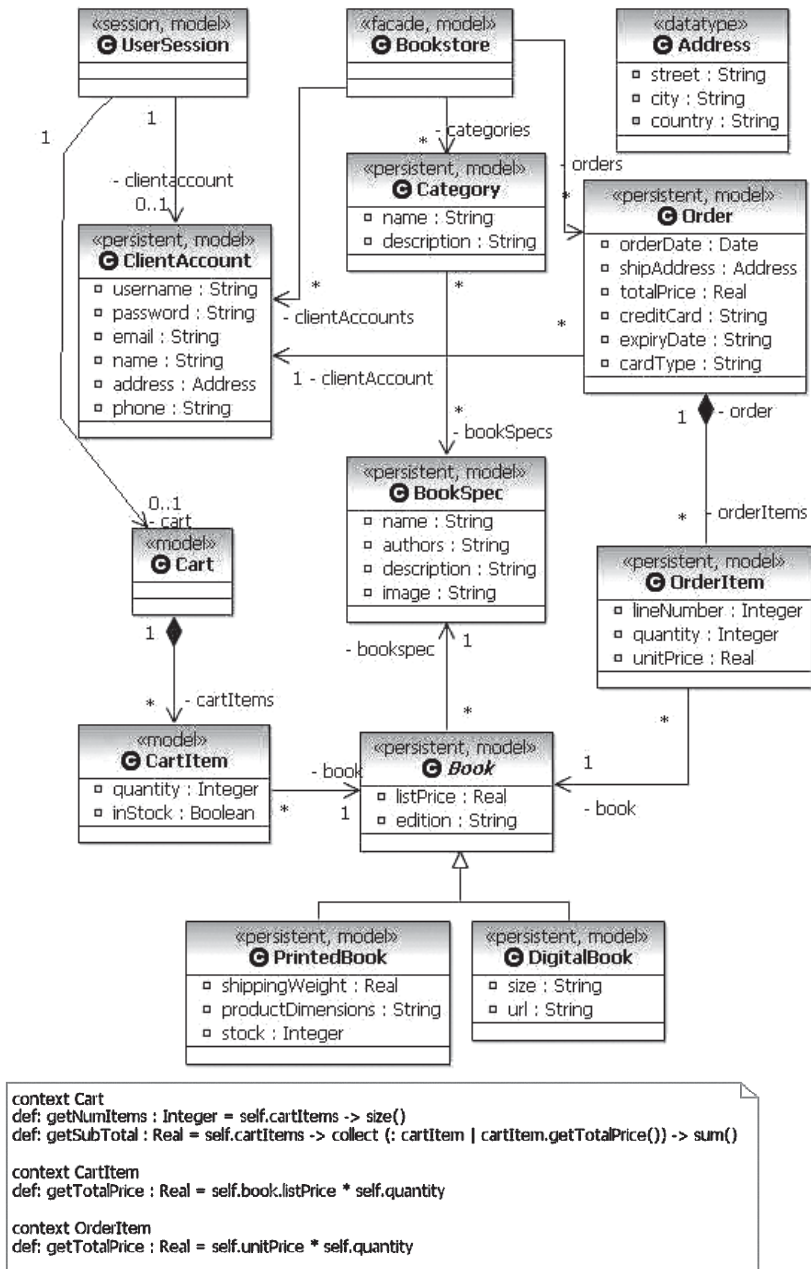 «session, model»
C UserSession
«facade, model»
C Bookstore
«datatype»
C Address
street : String
city : String
country : String
1
1
- clientaccount
0..1
* - categories
- orders
*
«persistent, model»
C Category
name : String
description : String
«persistent, model»
C Order
orderDate : Date
shipAddress : Address
totalPrice : Real
creditCard : String
expiryDate : String
cardType : String
«persistent, model»
C ClientAccount
username : String
password : String
email : String
name : String
address : Address
phone : String
*
- clientAccounts
*
*
1 - clientAccount
1
- order
*
- bookSpecs
«persistent, model»
C BookSpec
name : String
authors : String
description : String
image : String
0..1
- cart
«model»
C Cart
* - orderItems
«persistent, model»
C OrderItem
lineNumber : Integer
quantity : Integer
unitPrice : Real
1
- bookspec
1
* - cartItems
*
*
«model»
C CartItem
quantity : Integer
inStock : Boolean
- book
*
1
«persistent, model»
C Book
listPrice : Real
edition : String
1
- book
«persistent, model»
C PrintedBook
shippingWeight : Real
productDimensions : String
stock : Integer
«persistent, model»
C DigitalBook
size : String
url : String
context Cart
def: getNumItems : Integer = self.cartItems -> size()
def: getSubTotal : Real = self.cartItems -> collect (: cartItem | cartItem.getTotalPrice()) -> sum()
context CartItem
def: getTotalPrice : Real = self.book.listPrice * self.quantity
context OrderItem
def: getTotalPrice : Real = self.unitPrice * self.quantity